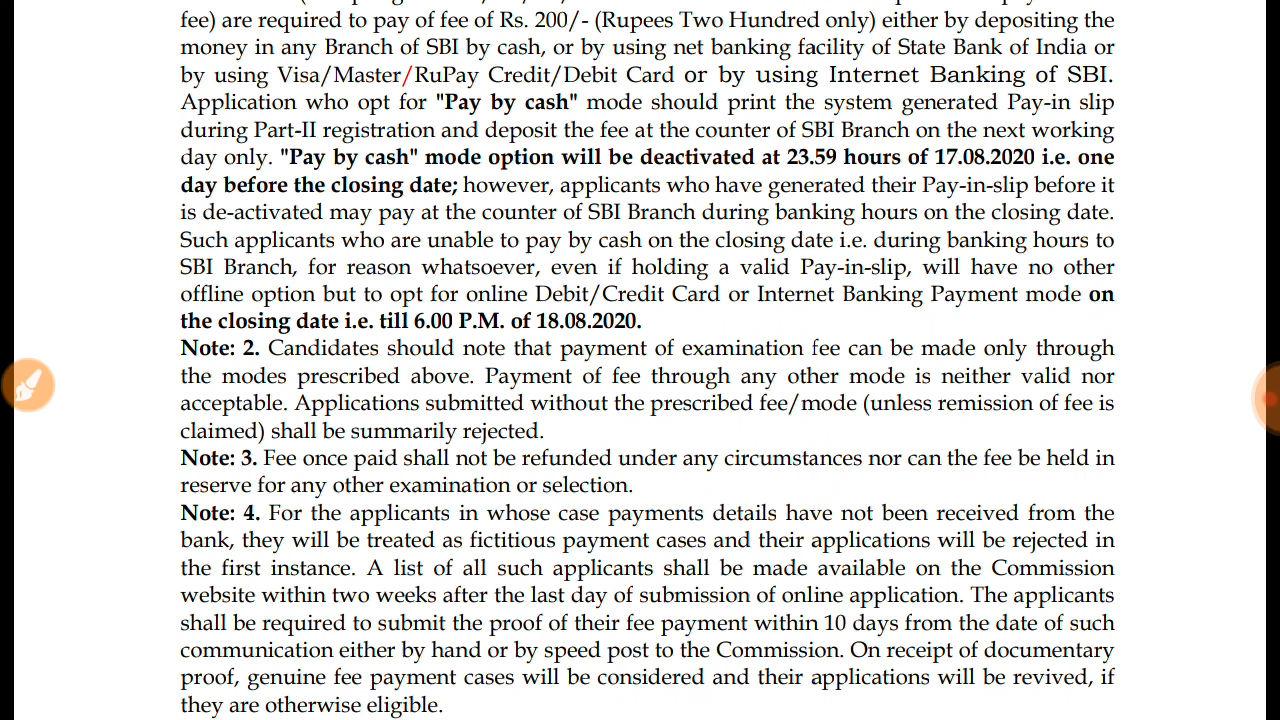 fee) are required to pay of fee of Rs. 200/- (Rupees Two Hundred only) either by depositing the
money in any Branch of SBI by cash, or by using net banking facility of State Bank of India or
by using Visa/Master/RuPay Credit/Debit Card or by using Internet Banking of SBI.
Application who opt for "Pay by cash" mode should print the system generated Pay-in slip
during Part-II registration and deposit the fee at the counter of SBI Branch on the next working
day only. "Pay by cash" mode option will be deactivated at 23.59 hours of 17.08.2020 i.e. one
day before the closing date; however, applicants who have generated their Pay-in-slip before it
is de-activated may pay at the counter of SBI Branch during banking hours on the closing date.
Such applicants who are unable to pay by cash on the closing date i.e. during banking hours to
SBI Branch, for reason whatsoever, even if holding a valid Pay-in-slip, will have no other
offline option but to opt for online Debit/Credit Card or Internet Banking Payment mode on
the closing date i.e. till 6.00 P.M. of 18.08.2020.
Note: 2. Candidates should note that payment of examination fee can be made only through
the modes prescribed above. Payment of fee through any other mode is neither valid nor
acceptable. Applications submitted without the prescribed fee/mode (unless remission of fee is
claimed) shall be summarily rejected.
Note: 3. Fee once paid shall not be refunded under any circumstances nor can the fee be held in
reserve for any other examination or selection.
Note: 4. For the applicants in whose case payments details have not been received from the
bank, they will be treated as fictitious payment cases and their applications will be rejected in
the first instance. A list of all such applicants shall be made available on the Commission
website within two weeks after the last day of submission of online application. The applicants
shall be required to submit the proof of their fee payment within 10 days from the date of such
communication either by hand or by speed post to the Commission. On receipt of documentary
proof, genuine fee payment cases will be considered and their applications will be revived, if
they are otherwise eligible.